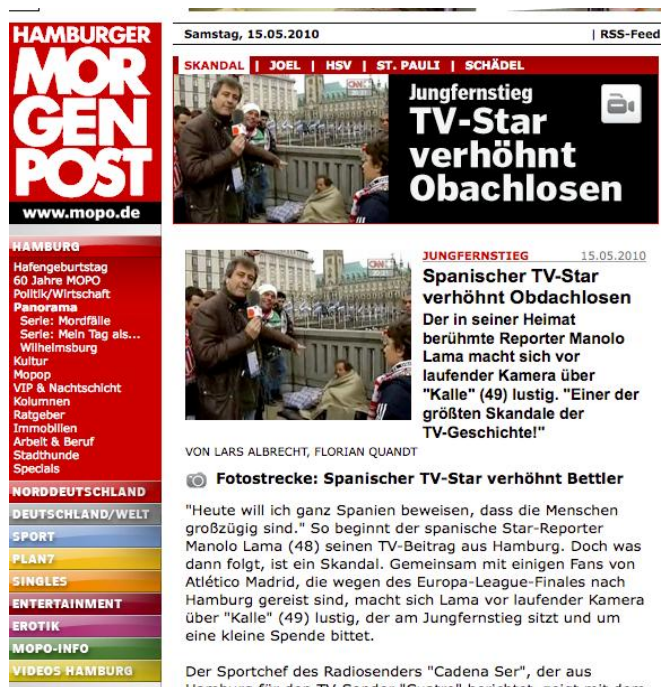 HAMBURGER
MOR
GEN
POST
www.mopo.de
Samstag, 15.05.2010
| RSS-Feed
SKANDAL | JOEL | HSV | ST. PAULI | SCHÄDEL
Jungfernstieg
TV-Star
verhöhnt
Obachlosen
HAMBURG
Hafengeburtstag
60 Jahre MOPO
Politik/Wirtschaft
Panorama
Serie: Mordfälle
Serie: Mein Tag als...
Wilhelmsburg
Kultur
Mopop
VIP & Nachtschicht
Kolumnen
Ratgeber
Immobilien
Arbeit & Beruf
Stadthunde
Specials
NORDDEUTSCHLAND
DEUTSCHLAND/WELT
SPORT
PLAN7
SINGLES
ENTERTAINMENT
EROTIK
MOPO-INFO
VIDEOS HAMBURG
JUNGFERNSTIEG 15.05.2010
Spanischer TV-Star
verhöhnt Obdachlosen
Der in seiner Heimat
berühmte Reporter Manolo
Lama macht sich vor
laufender Kamera über
"Kalle" (49) lustig. "Einer der
größten Skandale der
TV-Geschichte!"
VON LARS ALBRECHT, FLORIAN QUANDT
Fotostrecke: Spanischer TV-Star verhöhnt Bettler
"Heute will ich ganz Spanien beweisen, dass die Menschen
großzügig sind." So beginnt der spanische Star-Reporter
Manolo Lama (48) seinen TV-Beitrag aus Hamburg. Doch was
dann folgt, ist ein Skandal. Gemeinsam mit einigen Fans von
Atlético Madrid, die wegen des Europa-League-Finales nach
Hamburg gereist sind, macht sich Lama vor laufender Kamera
über "Kalle" (49) lustig, der am Jungfernstieg sitzt und um
eine kleine Spende bittet.
Der Sportchef des Radiosenders "Cadena Ser", der aus